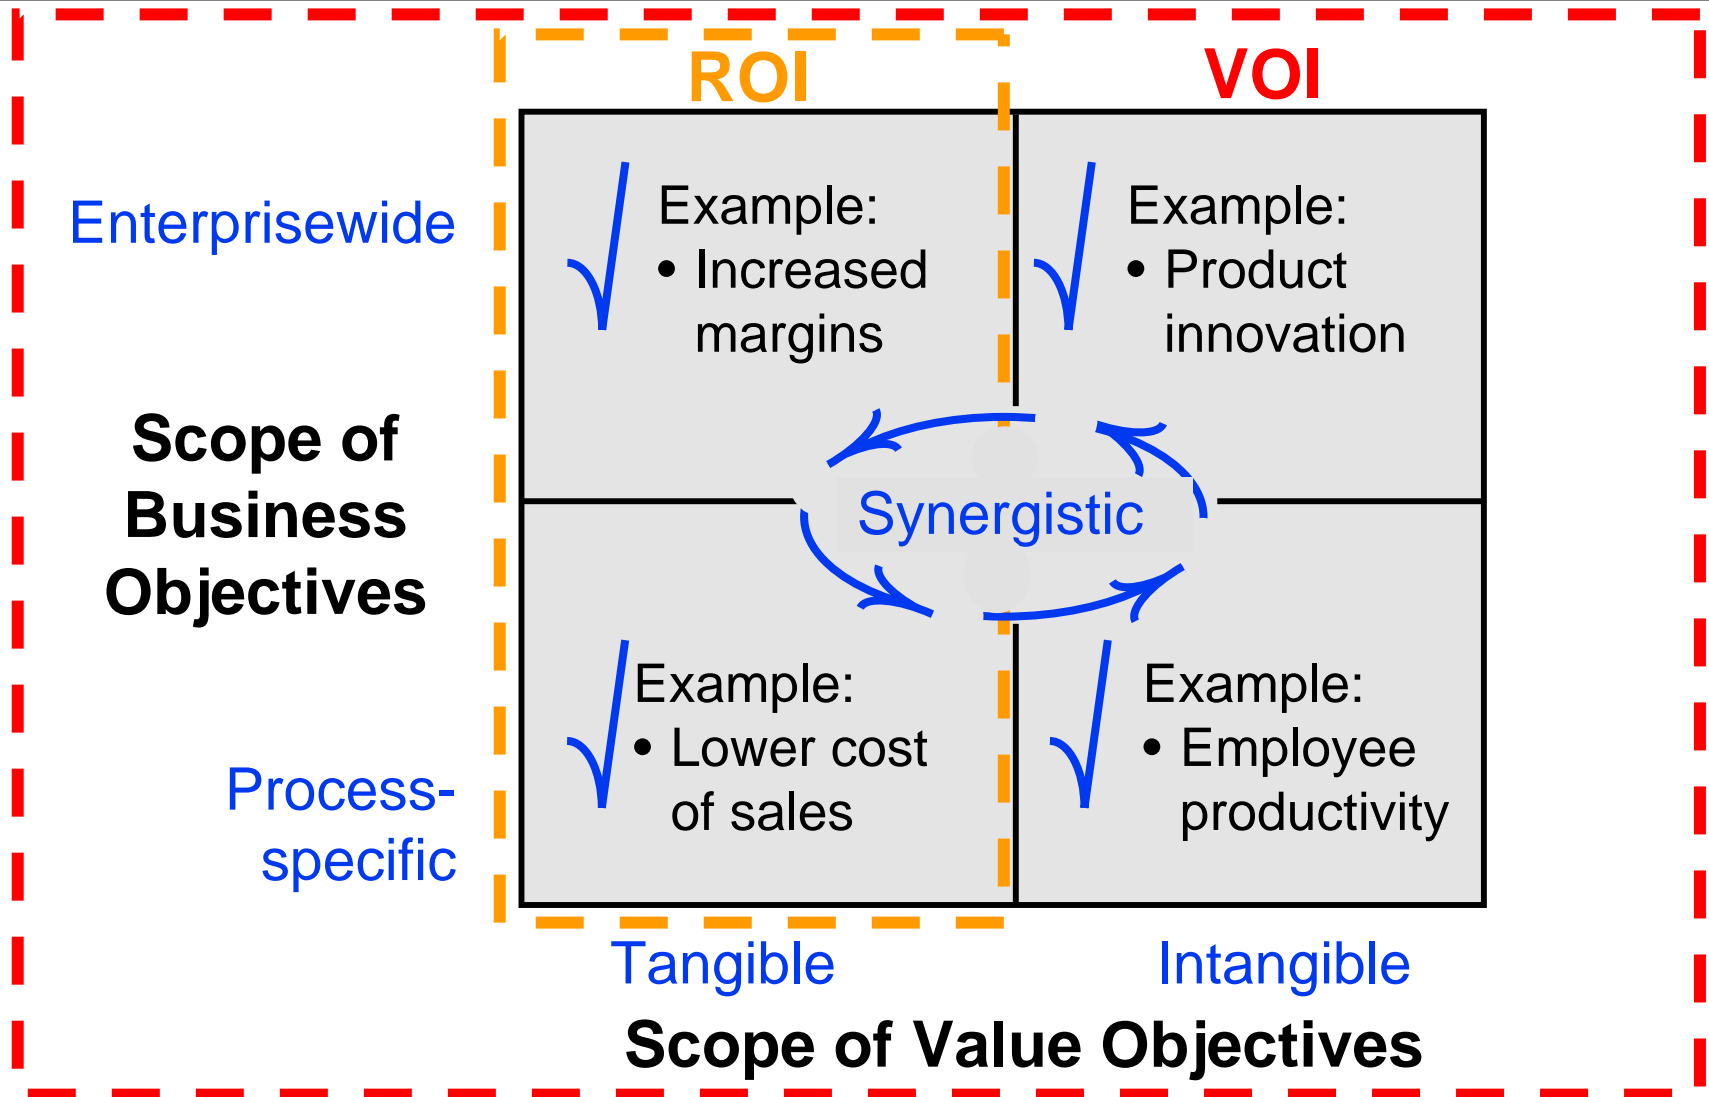 ROI
VOI
Enterprisewide
Example:
• Increased
margins
Example:
• Product
innovation
Scope of
Business
Objectives
Synergistic
Process-
specific
Example:
• Lower cost
of sales
Example:
• Employee
productivity
Tangible
Intangible
Scope of Value Objectives